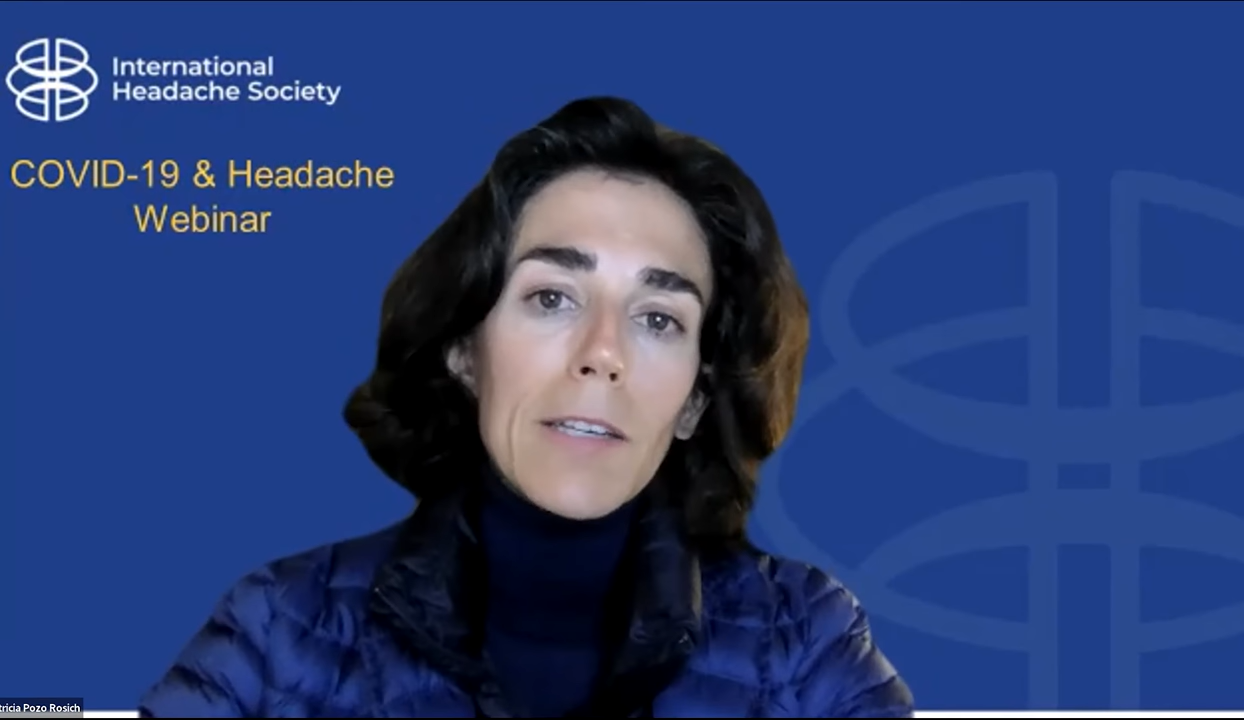 International
Headache Society
COVID-19 & Headache
Webinar
tricia Pozo Rosich